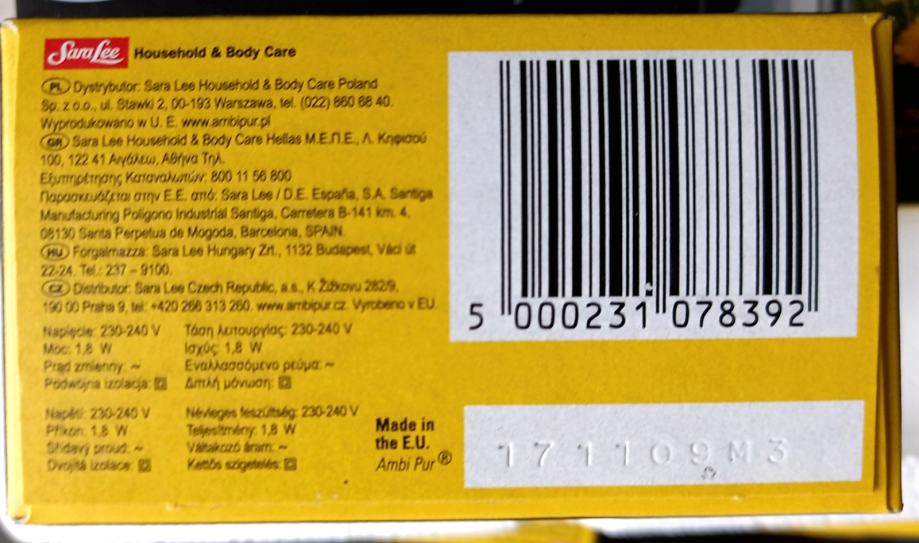 Sara Lee Household & Body Care
PL Dystrybutor: Sara Lee Household & Body Care Poland
Sp. z o.o., ul. Stawki 2, 00-193 Warszawa, tel. (022) 860 68 40.
Wyprodukowano w U. E. www.ambipur.pl
GR Sara Lee Household & Body Care Hellas Μ.Ε.Π.Ε., Λ. Κηφισού
100, 122 41 Αιγάλεω, Αθήνα Τηλ.
Εξυπηρέτησης Καταναλωτών: 800 11 56 800
Παρασκευάζεται στην Ε.Ε. από: Sara Lee / D.E. España, S.A. Santiga
Manufacturing Poligono Industrial Santiga, Carretera B-141 km. 4,
08130 Santa Perpetua de Mogoda, Barcelona, SPAIN.
HU Forgalmazza: Sara Lee Hungary Zrt., 1132 Budapest, Váci út
22-24. Tel.: 237 – 9100.
CZ Distributor: Sara Lee Czech Republic, a.s., K Žižkovu 282/9,
190 00 Praha 9, tel: +420 266 313 260. www.ambipur.cz. Vyrobeno v EU.
Napięcie: 230-240 V
Moc: 1,8 W
Prąd zmienny: ~
Podwójna izolacja:
Τάση λειτουργίας: 230-240 V
Ισχύς: 1,8 W
Εναλλασσόμενο ρεύμα: ~
Διπλή μόνωση:
Napětí: 230-240 V
Příkon: 1,8 W
Střídavý proud: ~
Dvojitá izolace:
Névleges feszültség: 230-240 V
Teljesítmény: 1,8 W
Váltakozó áram: ~
Kettős szigetelés:
Made in
the E.U.
Ambi Pur®
5 000231 078392
171109M3